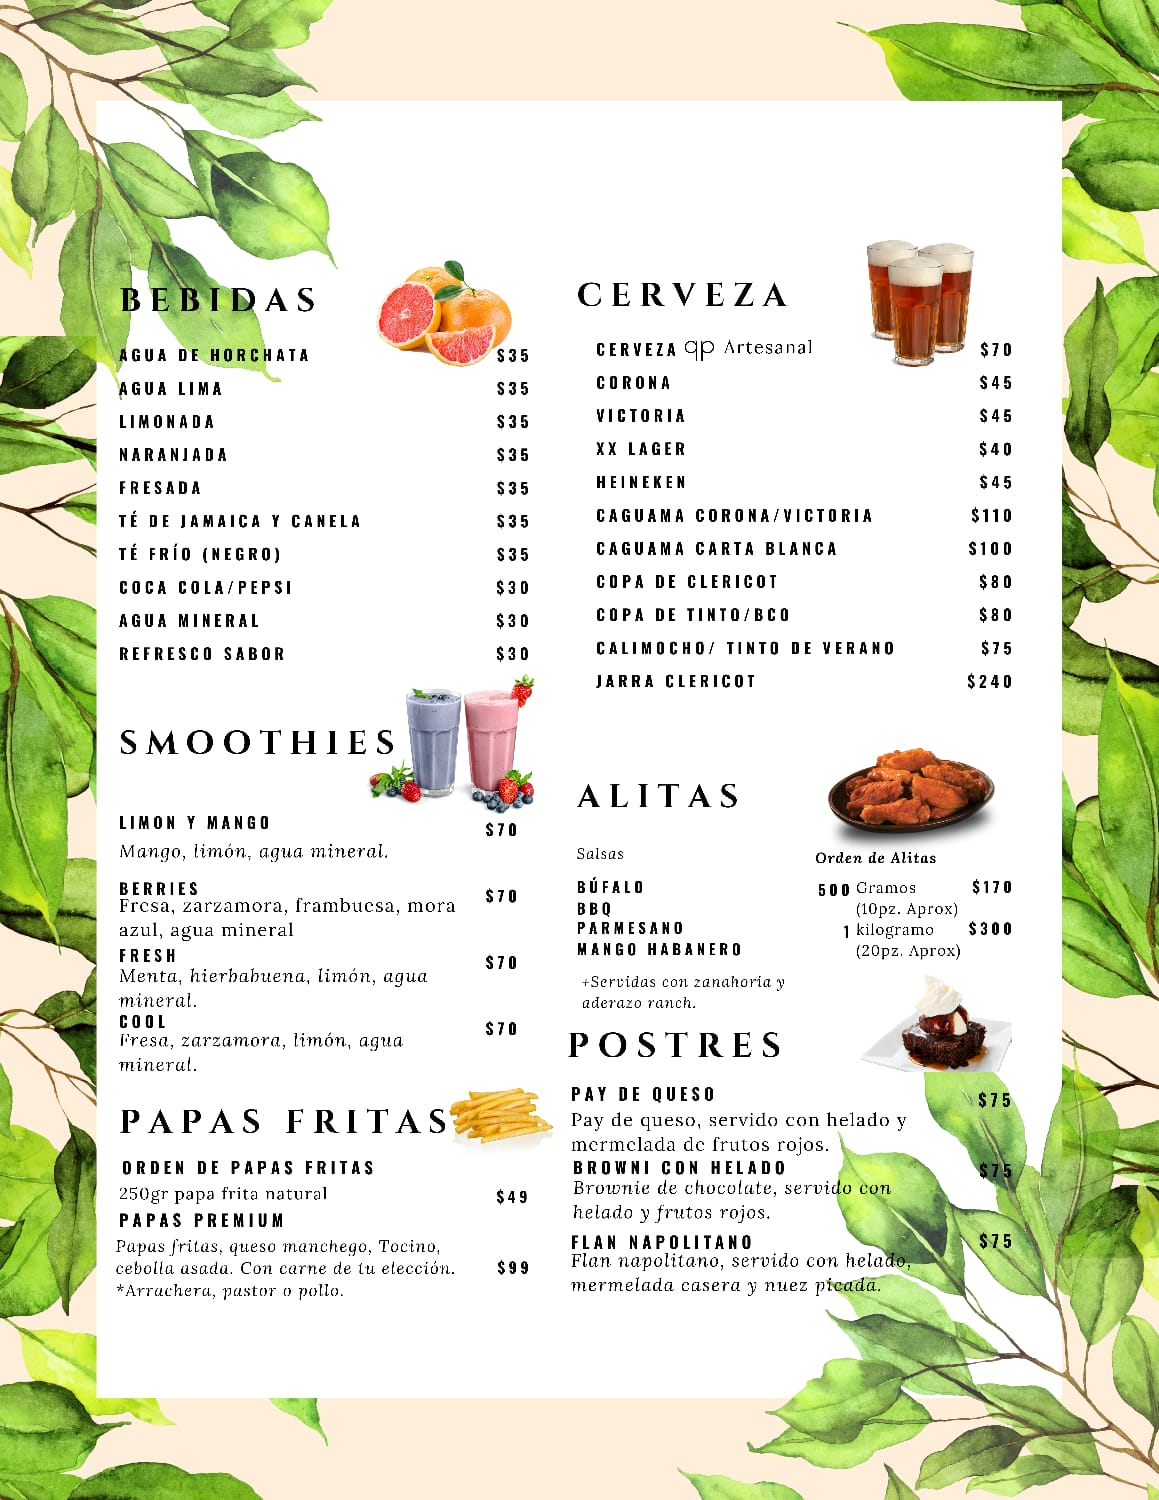 BEBIDAS
AGUA DE HORCHATA $35
AGUA LIMA $35
LIMONADA $35
NARANJADA $35
FRESADA $35
TÉ DE JAMAICA Y CANELA $35
TÉ FRÍO (NEGRO) $35
COCA COLA/PEPSI $30
AGUA MINERAL $30
REFRESCO SABOR $30
SMOOTHIES
LIMON Y MANGO $70
Mango, limón, agua mineral.
BERRIES $70
Fresa, zarzamora, frambuesa, mora
azul, agua mineral
FRESH $70
Menta, hierbabuena, limón, agua
mineral.
COOL $70
Fresa, zarzamora, limón, agua
mineral.
PAPAS FRITAS
ORDEN DE PAPAS FRITAS
250gr papa frita natural $49
PAPAS PREMIUM
Papas fritas, queso manchego, Tocino,
cebolla asada. Con carne de tu elección. $99
*Arrachera, pastor o pollo.
CERVEZA
CERVEZA qp Artesanal $70
CORONA $45
VICTORIA $45
XX LAGER $40
HEINEKEN $45
CAGUAMA CORONA/VICTORIA $110
CAGUAMA CARTA BLANCA $100
COPA DE CLERICOT $80
COPA DE TINTO/BCO $80
CALIMOCHO/ TINTO DE VERANO $75
JARRA CLERICOT $240
ALITAS
Salsas
BÚFALO
BBQ
PARMESANO
MANGO HABANERO
+Servidas con zanahoria y
aderazo ranch.
Orden de Alitas
500 Gramos $170
(10pz. Aprox)
1 kilogramo $300
(20pz. Aprox)
POSTRES
PAY DE QUESO $75
Pay de queso, servido con helado y
mermelada de frutos rojos.
BROWNI CON HELADO $75
Brownie de chocolate, servido con
helado y frutos rojos.
FLAN NAPOLITANO $75
Flan napolitano, servido con helado,
mermelada casera y nuez picada.